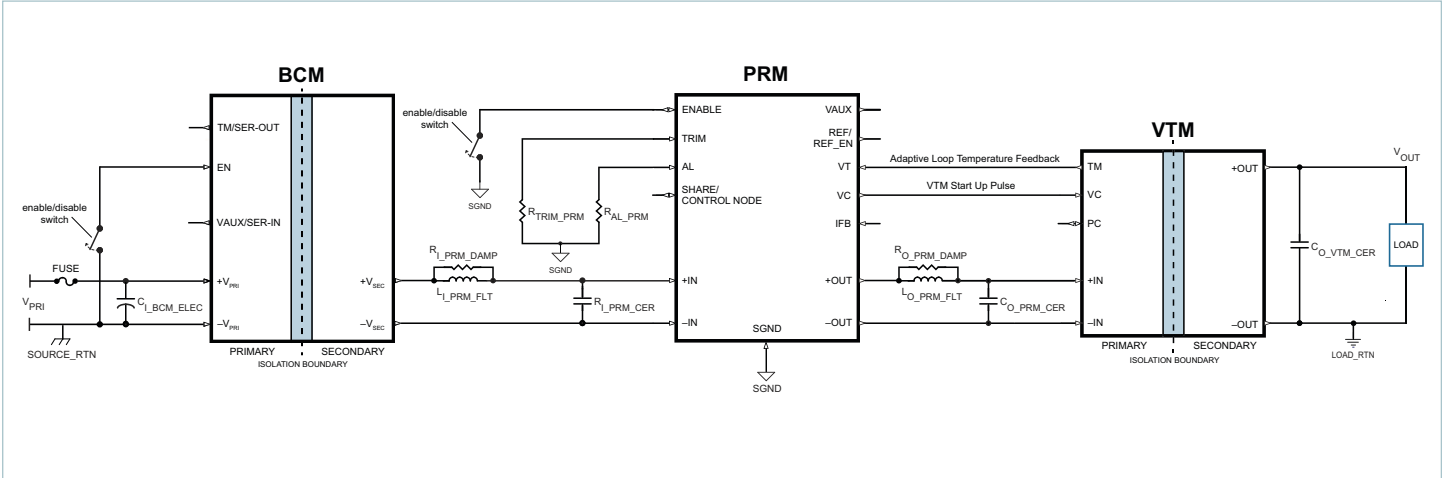 BCM
PRM
VTM
enable/disable
switch
TM/SER-OUT
EN
VAUX/SER-IN
enable/disable
switch
FUSE
V_PRI
C_I_BCM_ELEC
SOURCE_RTN
+V_PRI
–V_PRI
+V_SEC
–V_SEC
PRIMARY
SECONDARY
ISOLATION BOUNDARY
R_I_PRM_DAMP
L_I_PRM_FLT
R_I_PRM_CER
SGND
R_TRIM_PRM
R_AL_PRM
SGND
ENABLE
TRIM
AL
SHARE/
CONTROL NODE
+IN
–IN
VAUX
REF/
REF_EN
VT
VC
IFB
+OUT
–OUT
SGND
SGND
Adaptive Loop Temperature Feedback
VTM Start Up Pulse
R_O_PRM_DAMP
L_O_PRM_FLT
C_O_PRM_CER
TM
VC
PC
+IN
–IN
+OUT
–OUT
PRIMARY
SECONDARY
ISOLATION BOUNDARY
C_O_VTM_CER
V_OUT
LOAD
LOAD_RTN